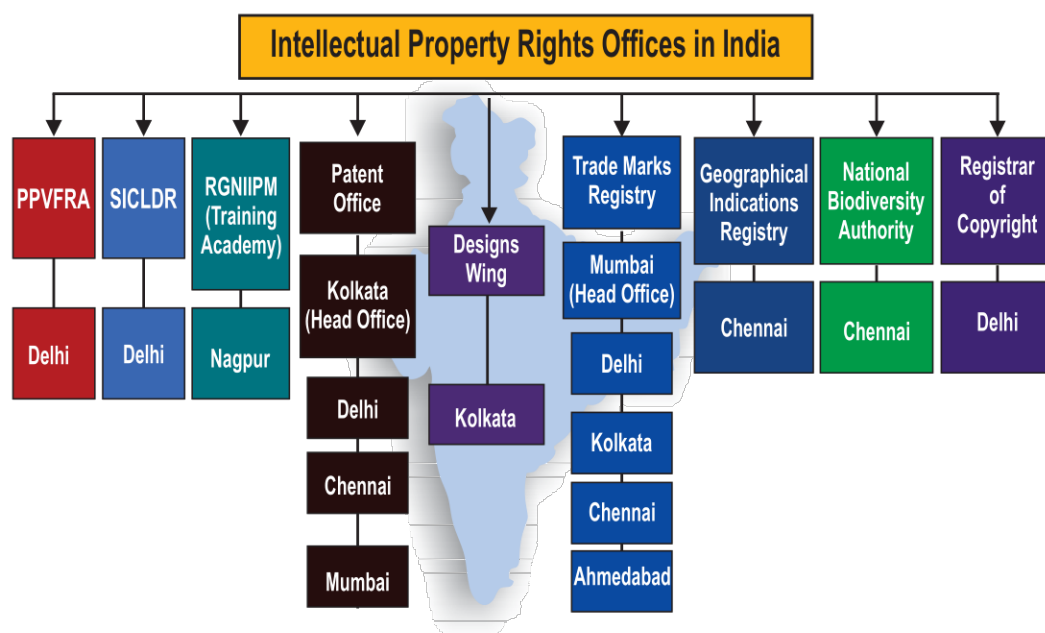 Intellectual Property Rights Offices in India
PPVFRA
Delhi
SICLDR
Delhi
RGNIIPM
(Training
Academy)
Nagpur
Patent
Office
Kolkata
(Head Office)
Delhi
Chennai
Mumbai
Designs
Wing
Kolkata
Trade Marks
Registry
Mumbai
(Head Office)
Delhi
Kolkata
Chennai
Ahmedabad
Geographical
Indications
Registry
Chennai
National
Biodiversity
Authority
Chennai
Registrar
of
Copyright
Delhi